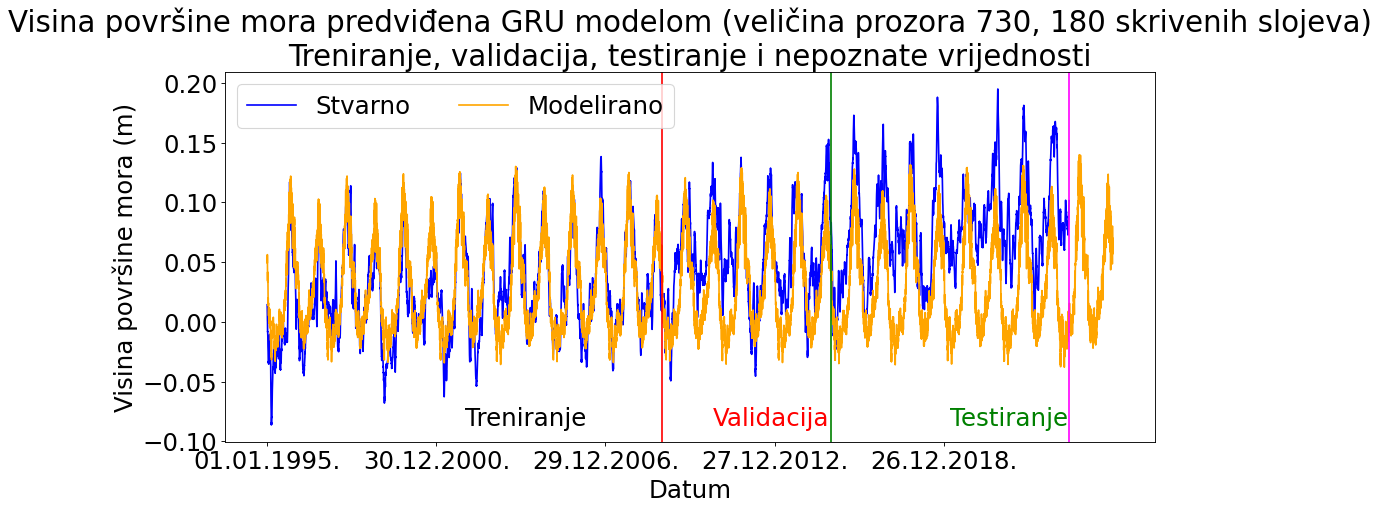 Visina površine mora predviđena GRU modelom (veličina prozora 730, 180 skrivenih slojeva)
Treniranje, validacija, testiranje i nepoznate vrijednosti
Stvarno Modelirano
Visina površine mora (m)
0.20
0.15
0.10
0.05
0.00
−0.05
−0.10
Treniranje Validacija Testiranje
01.01.1995. 30.12.2000. 29.12.2006. 27.12.2012. 26.12.2018.
Datum